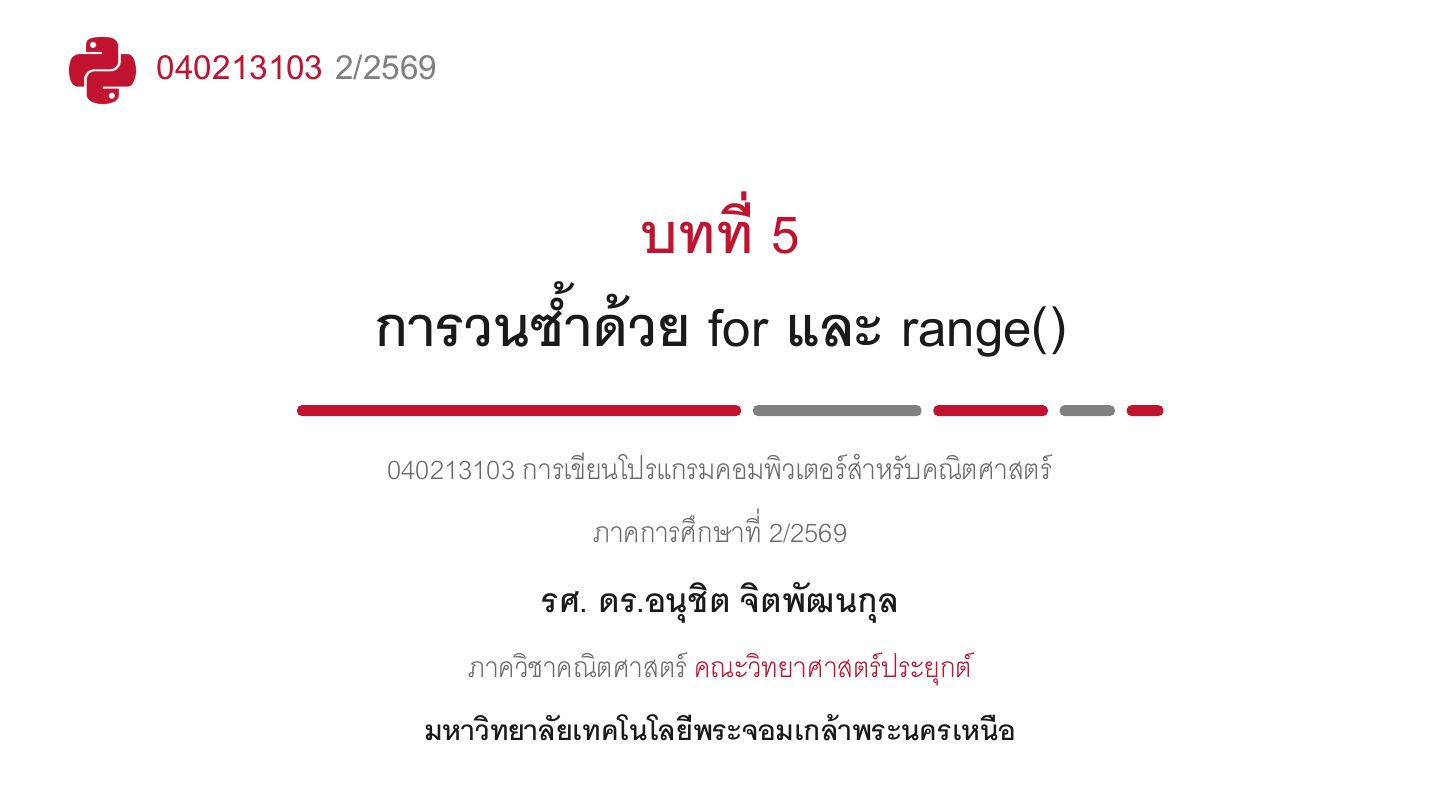 040213103 2/2569
บทที่ 5
การวนซ้ำด้วย for และ range()
040213103 การเขียนโปรแกรมคอมพิวเตอร์สำหรับคณิตศาสตร์
ภาคการศึกษาที่ 2/2569
รศ. ดร.อนุชิต จิตพัฒนกุล
ภาควิชาคณิตศาสตร์ คณะวิทยาศาสตร์ประยุกต์
มหาวิทยาลัยเทคโนโลยีพระจอมเกล้าพระนครเหนือ